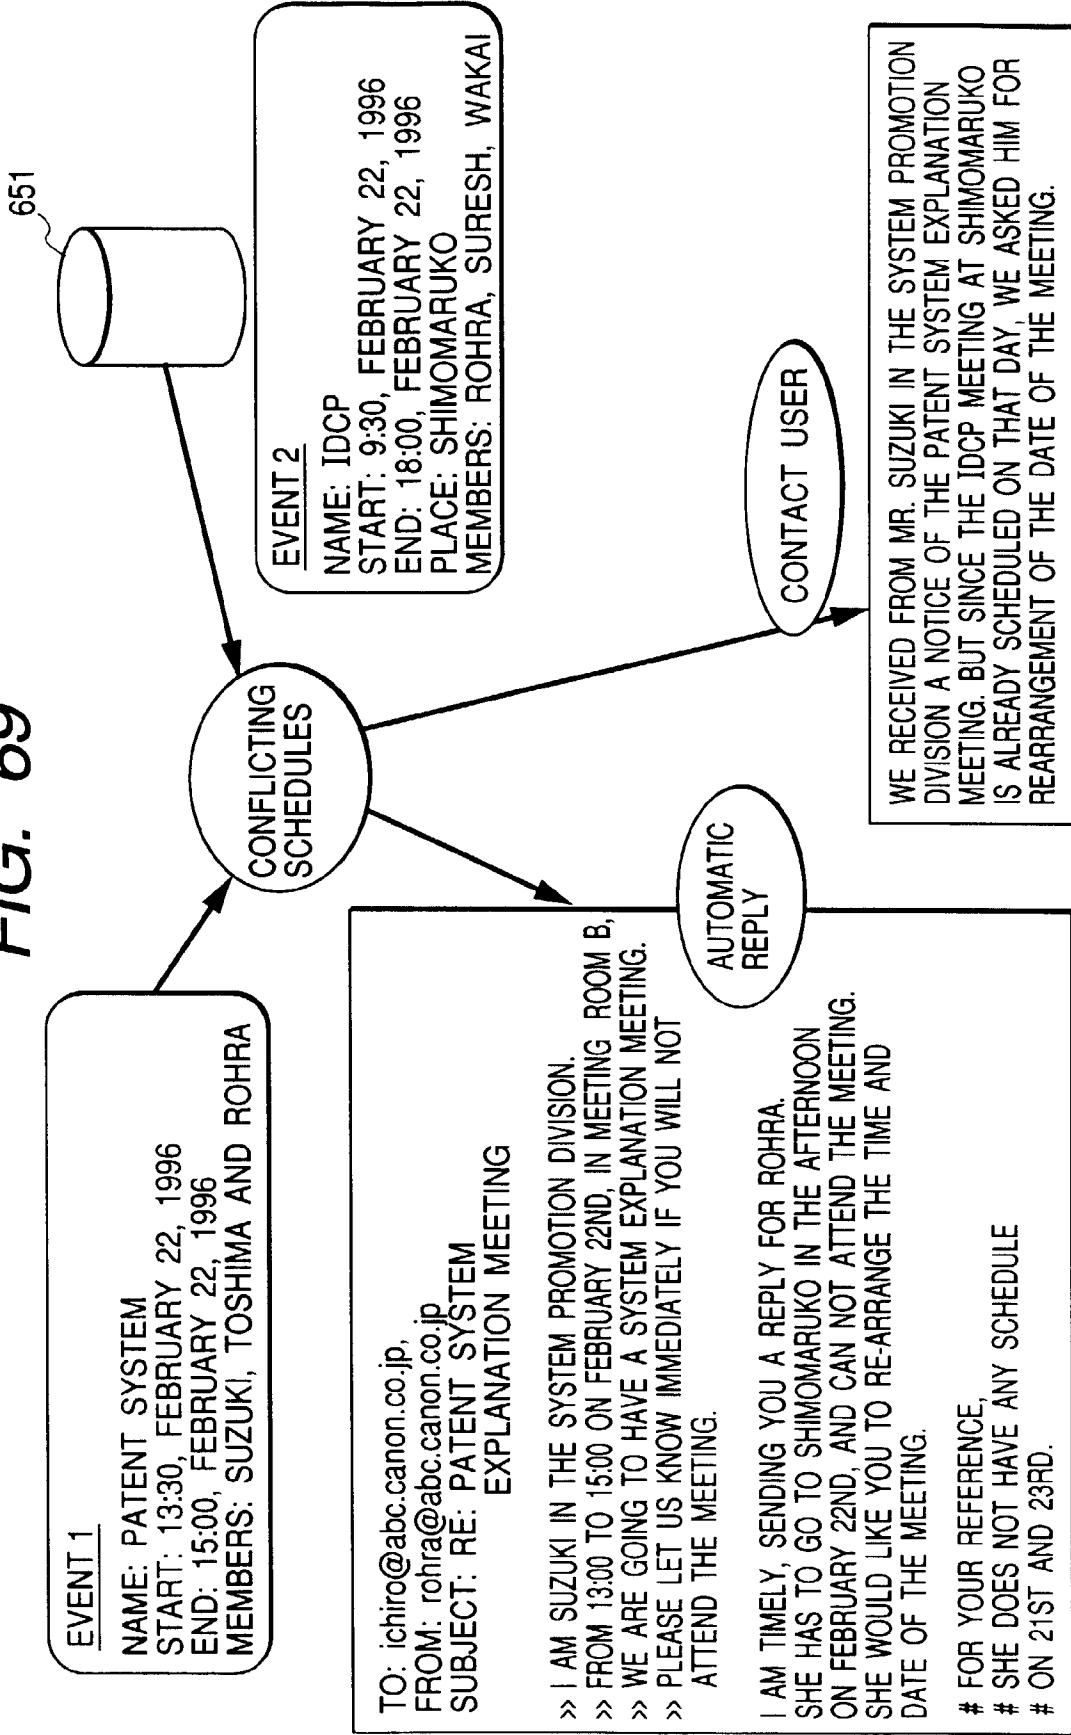 FIG. 69
EVENT 1
NAME: PATENT SYSTEM
START: 13:30, FEBRUARY 22, 1996
END: 15:00, FEBRUARY 22, 1996
MEMBERS: SUZUKI, TOSHIMA AND ROHRA
CONFLICTING
SCHEDULES
651
EVENT 2
NAME: IDCP
START: 9:30, FEBRUARY 22, 1996
END: 18:00, FEBRUARY 22, 1996
PLACE: SHIMOMARUKO
MEMBERS: ROHRA, SURESH, WAKAI
TO: ichiro@abc.canon.co.jp,
FROM: rohra@abc.canon.co.jp
SUBJECT: RE: PATENT SYSTEM
EXPLANATION MEETING
>> I AM SUZUKI IN THE SYSTEM PROMOTION DIVISION.
>> FROM 13:00 TO 15:00 ON FEBRUARY 22ND, IN MEETING ROOM B,
>> WE ARE GOING TO HAVE A SYSTEM EXPLANATION MEETING.
>> PLEASE LET US KNOW IMMEDIATELY IF YOU WILL NOT
ATTEND THE MEETING.
I AM TIMELY, SENDING YOU A REPLY FOR ROHRA.
SHE HAS TO GO TO SHIMOMARUKO IN THE AFTERNOON
ON FEBRUARY 22ND, AND CAN NOT ATTEND THE MEETING.
SHE WOULD LIKE YOU TO RE-ARRANGE THE TIME AND
DATE OF THE MEETING.
# FOR YOUR REFERENCE,
# SHE DOES NOT HAVE ANY SCHEDULE
# ON 21ST AND 23RD.
AUTOMATIC
REPLY
CONTACT USER
WE RECEIVED FROM MR. SUZUKI IN THE SYSTEM PROMOTION
DIVISION A NOTICE OF THE PATENT SYSTEM EXPLANATION
MEETING. BUT SINCE THE IDCP MEETING AT SHIMOMARUKO
IS ALREADY SCHEDULED ON THAT DAY, WE ASKED HIM FOR
REARRANGEMENT OF THE DATE OF THE MEETING.